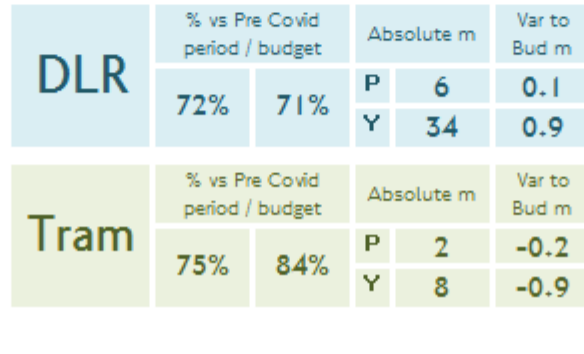 DLR
% vs Pre Covid
period / budget
Absolute m
Var to
Bud m
72% 71%
P 6 0.1
Y 34 0.9
Tram
% vs Pre Covid
period / budget
Absolute m
Var to
Bud m
75% 84%
P 2 -0.2
Y 8 -0.9